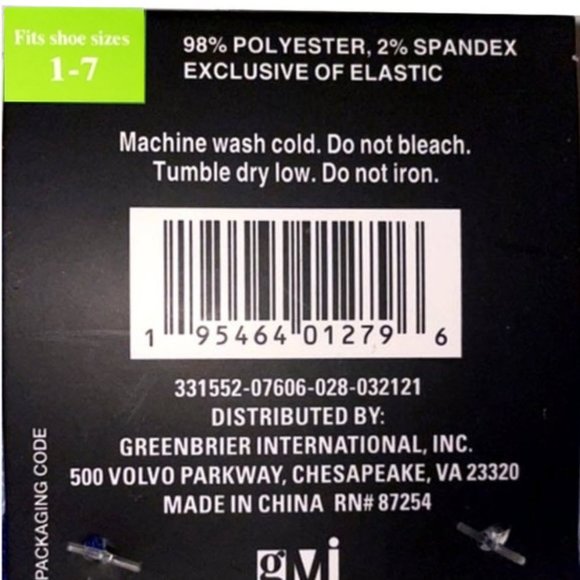 Fits shoe sizes
1-7
98% POLYESTER, 2% SPANDEX
EXCLUSIVE OF ELASTIC
Machine wash cold. Do not bleach.
Tumble dry low. Do not iron.
1 95464 01279 6
331552-07606-028-032121
DISTRIBUTED BY:
GREENBRIER INTERNATIONAL, INC.
500 VOLVO PARKWAY, CHESAPEAKE, VA 23320
MADE IN CHINA RN# 87254
PACKAGING CODE
gMi